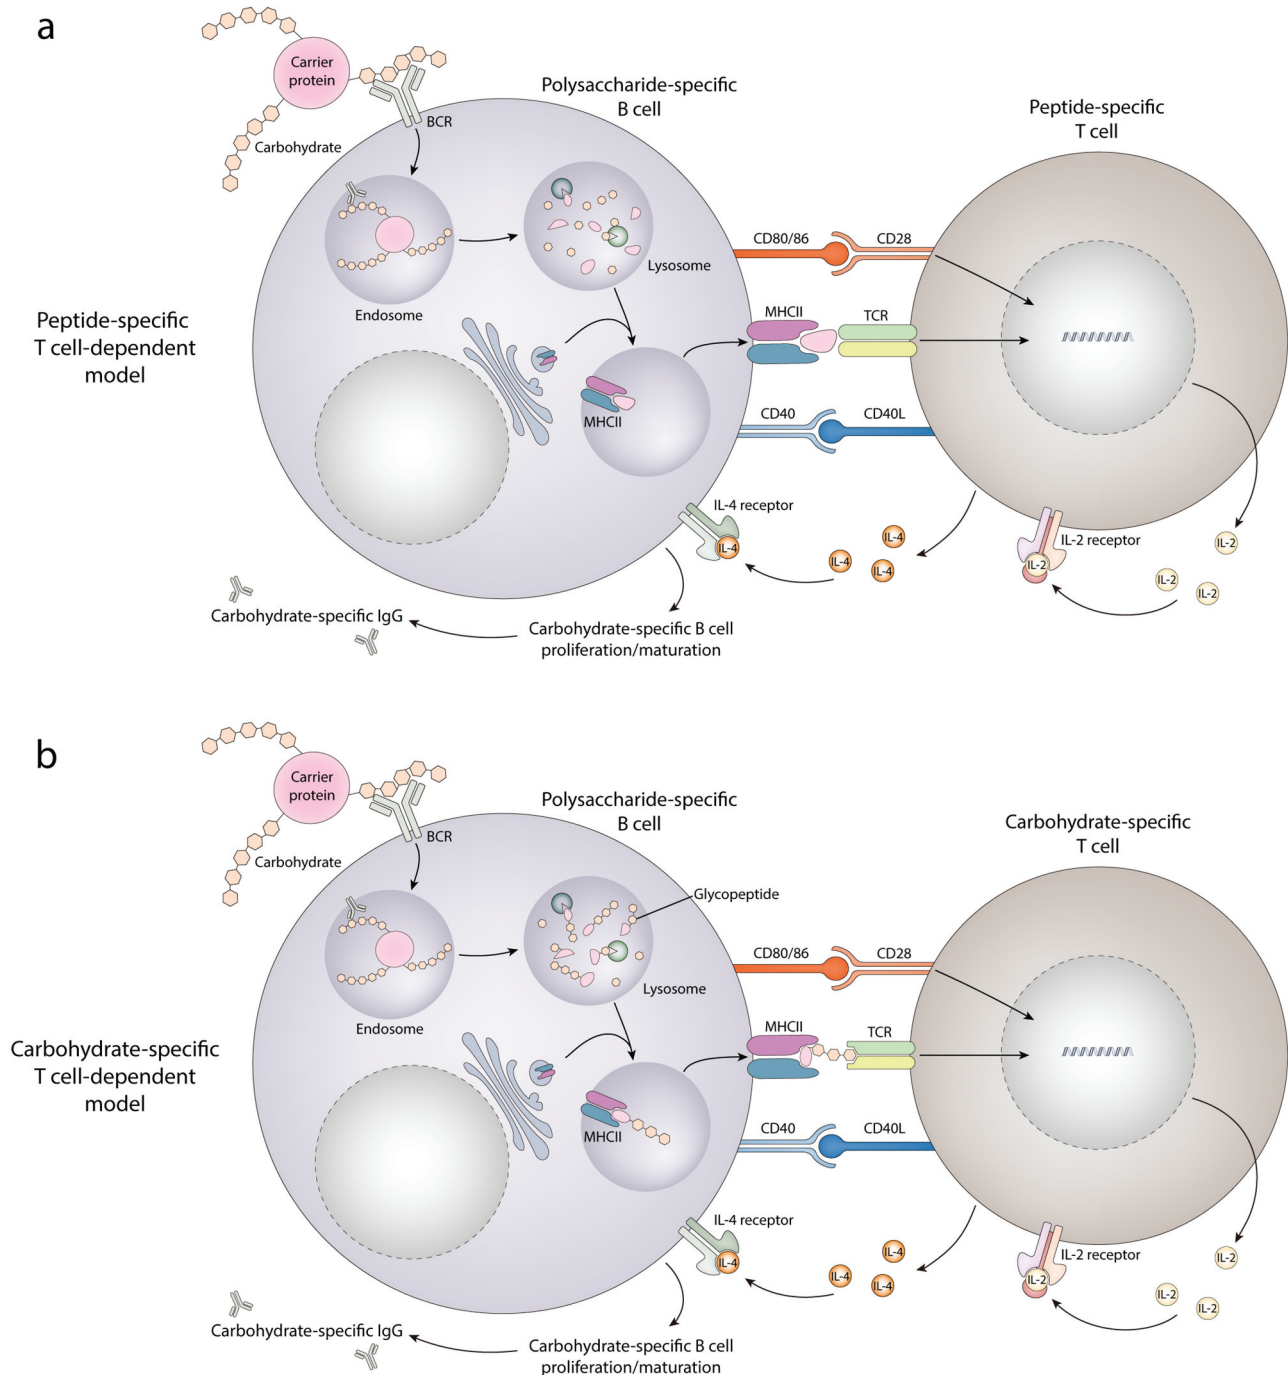 a
Carrier
protein
Carbohydrate
BCR
Polysaccharide-specific
B cell
Peptide-specific
T cell
Endosome
Lysosome
CD80/86
CD28
Peptide-specific
T cell-dependent
model
MHCII
TCR
MHCII
CD40
CD40L
IL-4 receptor
IL-4
IL-4
IL-4
IL-4
IL-2 receptor
IL-2
IL-2
IL-2
IL-2
Carbohydrate-specific IgG
Carbohydrate-specific B cell
proliferation/maturation
b
Carrier
protein
Carbohydrate
BCR
Polysaccharide-specific
B cell
Carbohydrate-specific
T cell
Glycopeptide
Endosome
Lysosome
CD80/86
CD28
Carbohydrate-specific
T cell-dependent
model
MHCII
TCR
MHCII
CD40
CD40L
IL-4 receptor
IL-4
IL-4
IL-4
IL-4
IL-2 receptor
IL-2
IL-2
IL-2
IL-2
Carbohydrate-specific IgG
Carbohydrate-specific B cell
proliferation/maturation